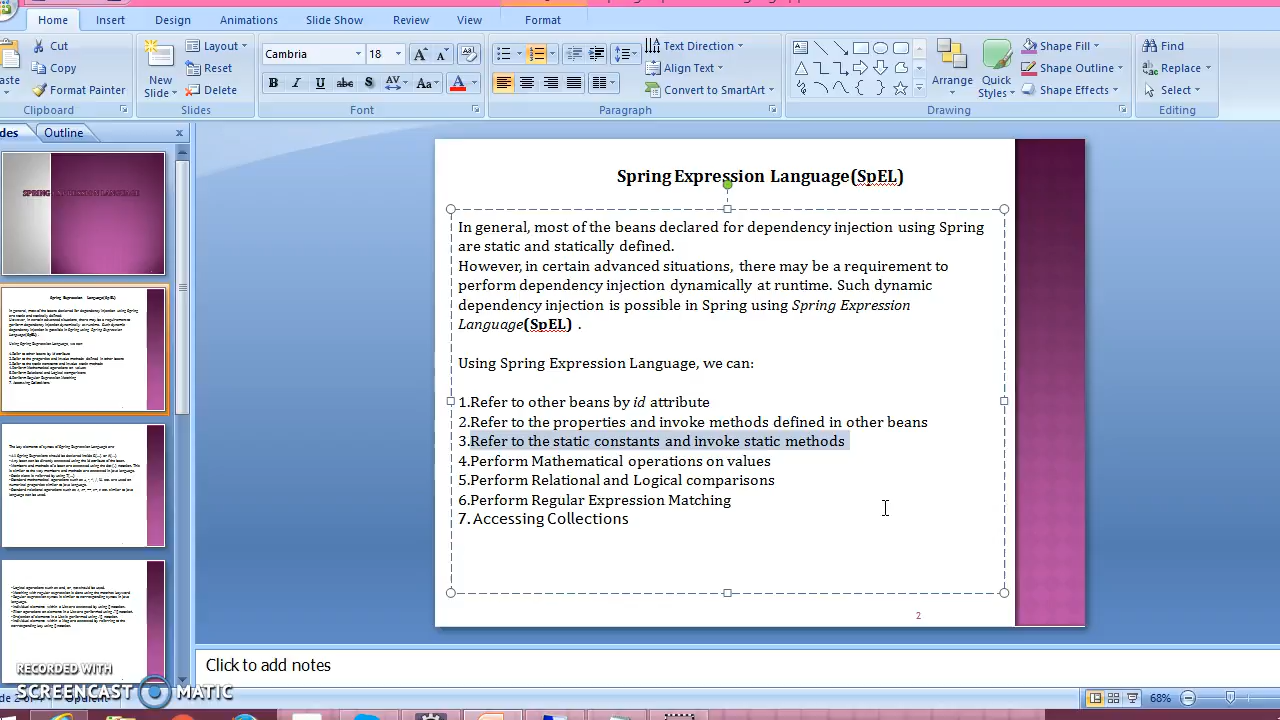 Home Insert Design Animations Slide Show Review View Format
Cut
Copy
Format Painter
Clipboard
New Slide
Layout
Reset
Delete
Slides
Cambria 18
B I U abc S AV Aa A
Font
Text Direction
Align Text
Convert to SmartArt
Paragraph
Arrange
Quick Styles
Shape Fill
Shape Outline
Shape Effects
Drawing
Find
Replace
Select
Editing
Outline
SPRING EXPRESSION LANGUAGE
Spring Expression Language(SpEL)
In general, most of the beans declared for dependency injection using Spring
are static and statically defined.
However, in certain advanced situations, there may be a requirement to
perform dependency injection dynamically at runtime. Such dynamic
dependency injection is possible in Spring using Spring Expression
Language(SpEL) .
Using Spring Expression Language, we can:
1.Refer to other beans by id attribute
2.Refer to the properties and invoke methods defined in other beans
3.Refer to the static constants and invoke static methods
4.Perform Mathematical operations on values
5.Perform Relational and Logical comparisons
6.Perform Regular Expression Matching
7. Accessing Collections
2
Click to add notes
RECORDED WITH
SCREENCAST MATIC
68%